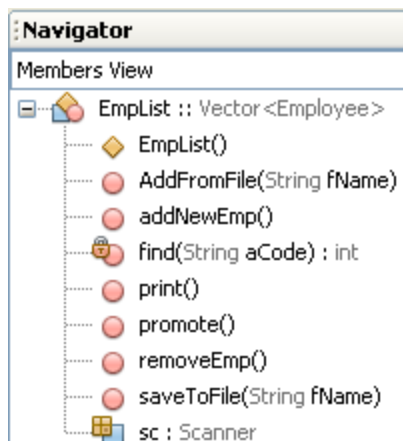 Navigator
Members View
EmpList :: Vector<Employee>
EmpList()
AddFromFile(String fName)
addNewEmp()
find(String aCode) : int
print()
promote()
removeEmp()
saveToFile(String fName)
sc : Scanner